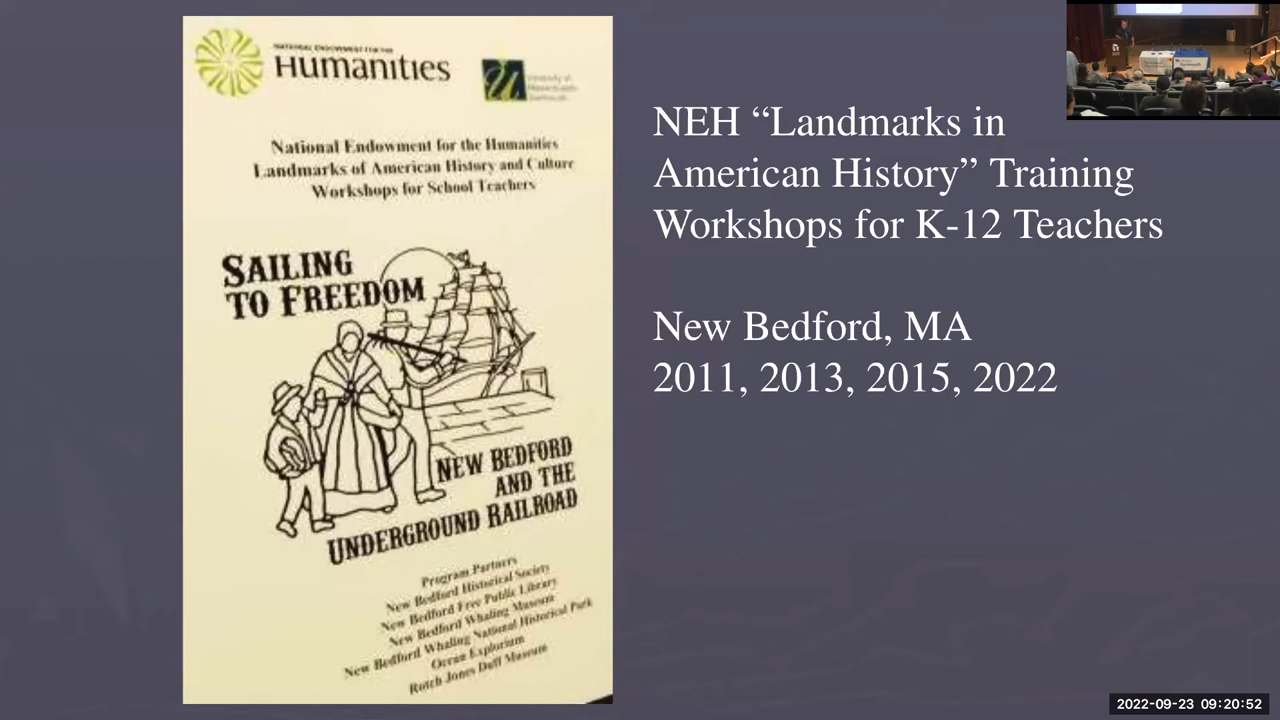 NATIONAL ENDOWMENT FOR THE
Humanities
University of
Massachusetts
Dartmouth
National Endowment for the Humanities
Landmarks of American History and Culture
Workshops for School Teachers
SAILING
TO FREEDOM
NEW BEDFORD
AND THE
UNDERGROUND RAILROAD
Program Partners
New Bedford Historical Society
New Bedford Free Public Library
New Bedford Whaling Museum
New Bedford Whaling National Historical Park
Ocean Explorium
Rotch Jones Duff Museum
NEH “Landmarks in
American History” Training
Workshops for K-12 Teachers
New Bedford, MA
2011, 2013, 2015, 2022
2022-09-23 09:20:52